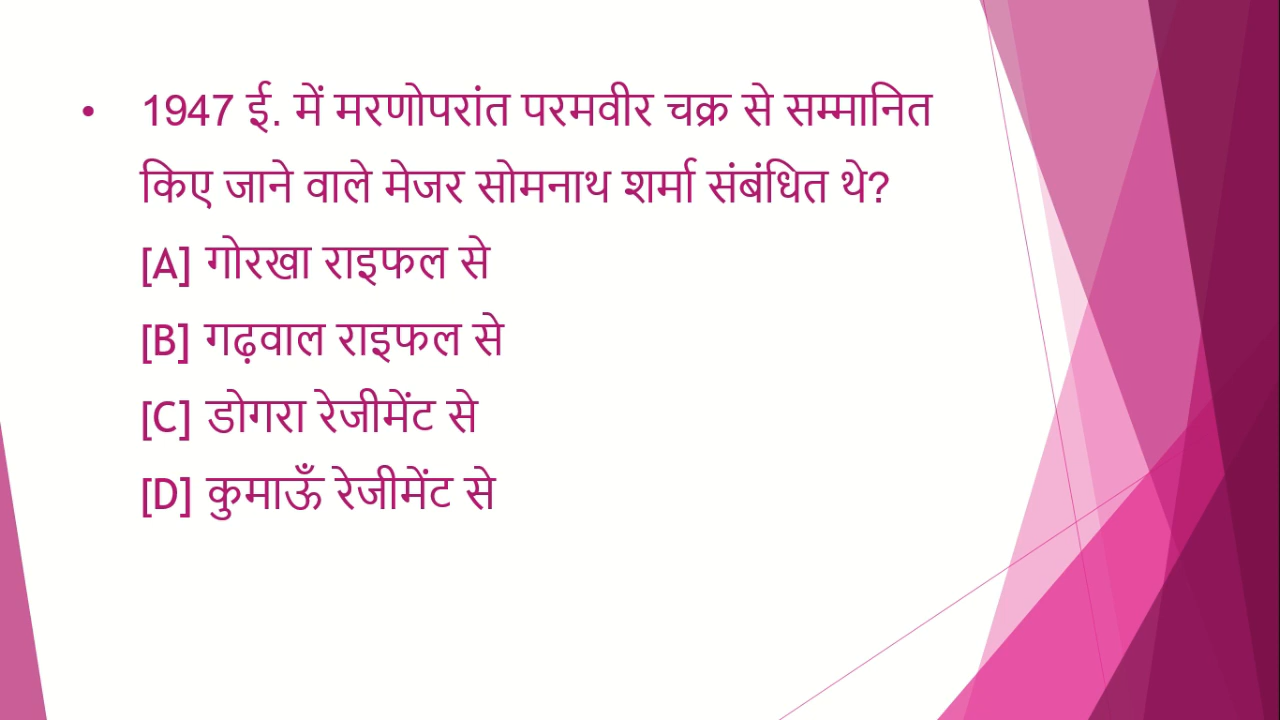 • 1947 ई. में मरणोपरांत परमवीर चक्र से सम्मानित
किए जाने वाले मेजर सोमनाथ शर्मा संबंधित थे?
[A] गोरखा राइफल से
[B] गढ़वाल राइफल से
[C] डोगरा रेजीमेंट से
[D] कुमाऊँ रेजीमेंट से